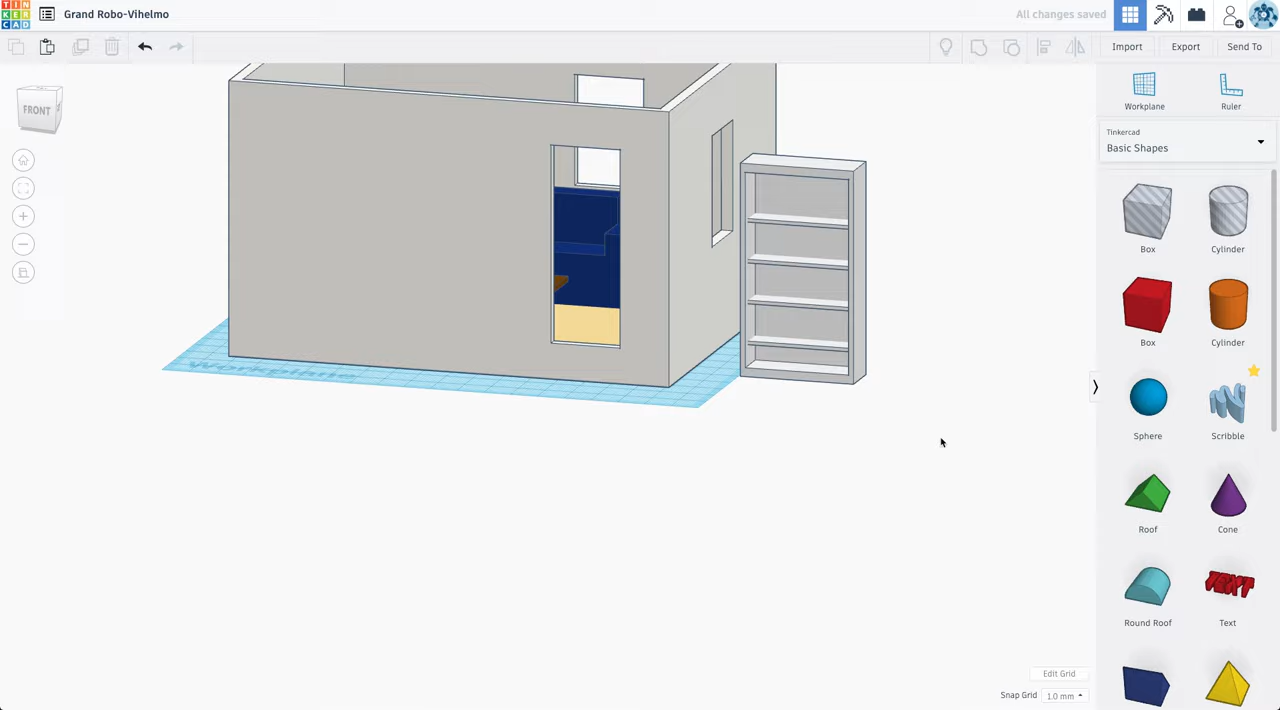 TIN
KER
CAD
Grand Robo-Vihelmo
All changes saved
Import
Export
Send To
FRONT
Workplane
Ruler
Tinkercad
Basic Shapes
Box
Cylinder
Box
Cylinder
Sphere
Scribble
Roof
Cone
Round Roof
Text
TEXT
Workplane
Edit Grid
Snap Grid 1.0 mm